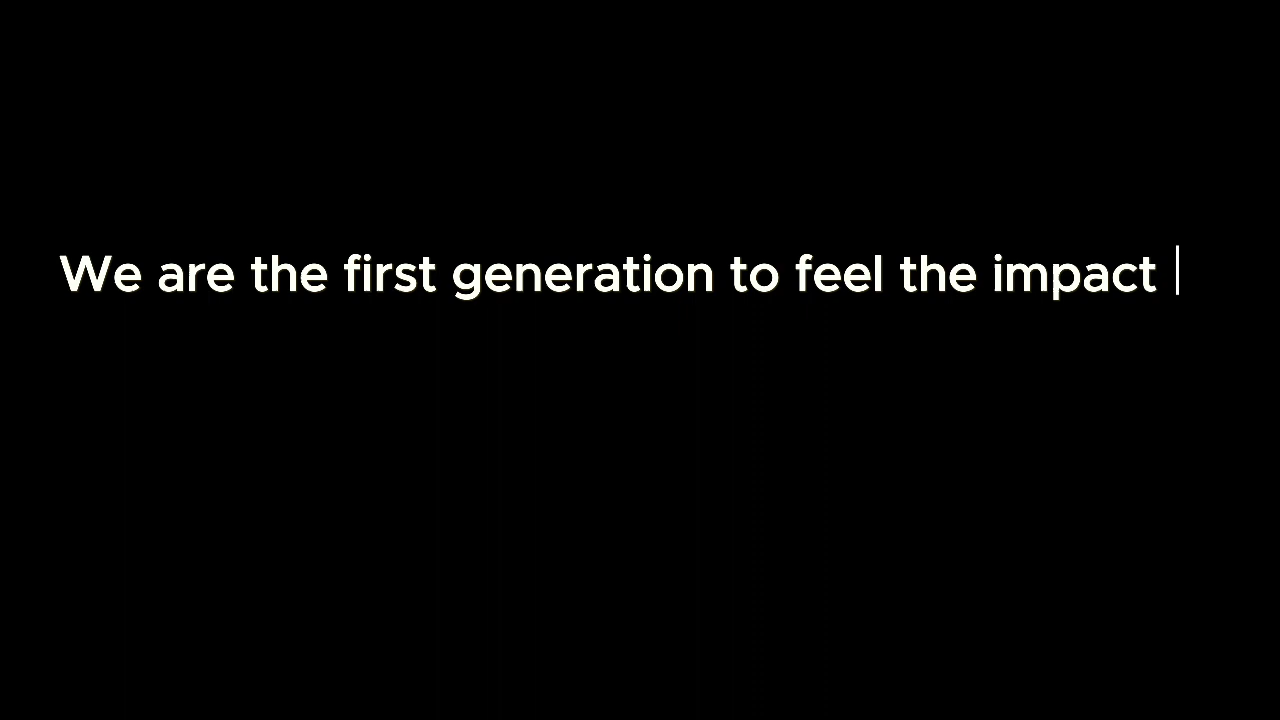 We are the first generation to feel the impact